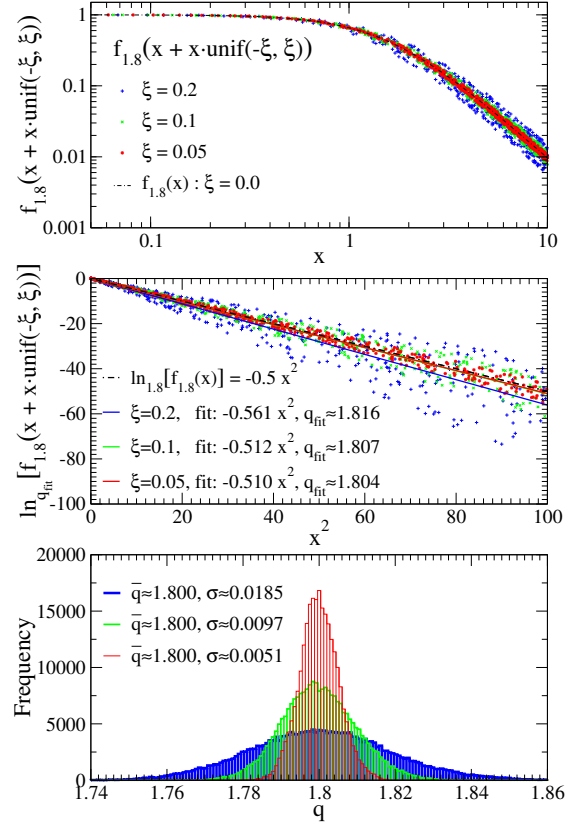 f1.8(x + x·unif(-ξ, ξ))
1
0.1
0.01
0.001
f1.8(x + x·unif(-ξ, ξ))
ξ = 0.2
ξ = 0.1
ξ = 0.05
f1.8(x) : ξ = 0.0
0.1 1 10
x
ln qfit [f1.8(x + x·unif(-ξ, ξ))]
0
-20
-40
-60
-80
-100
ln1.8[f1.8(x)] = -0.5 x²
ξ=0.2, fit: -0.561 x², qfit≈1.816
ξ=0.1, fit: -0.512 x², qfit≈1.807
ξ=0.05, fit: -0.510 x², qfit≈1.804
0 20 40 60 80 100
x²
Frequency
20000
15000
10000
5000
0
q̅≈1.800, σ≈0.0185
q̅≈1.800, σ≈0.0097
q̅≈1.800, σ≈0.0051
1.74 1.76 1.78 1.8 1.82 1.84 1.86
q